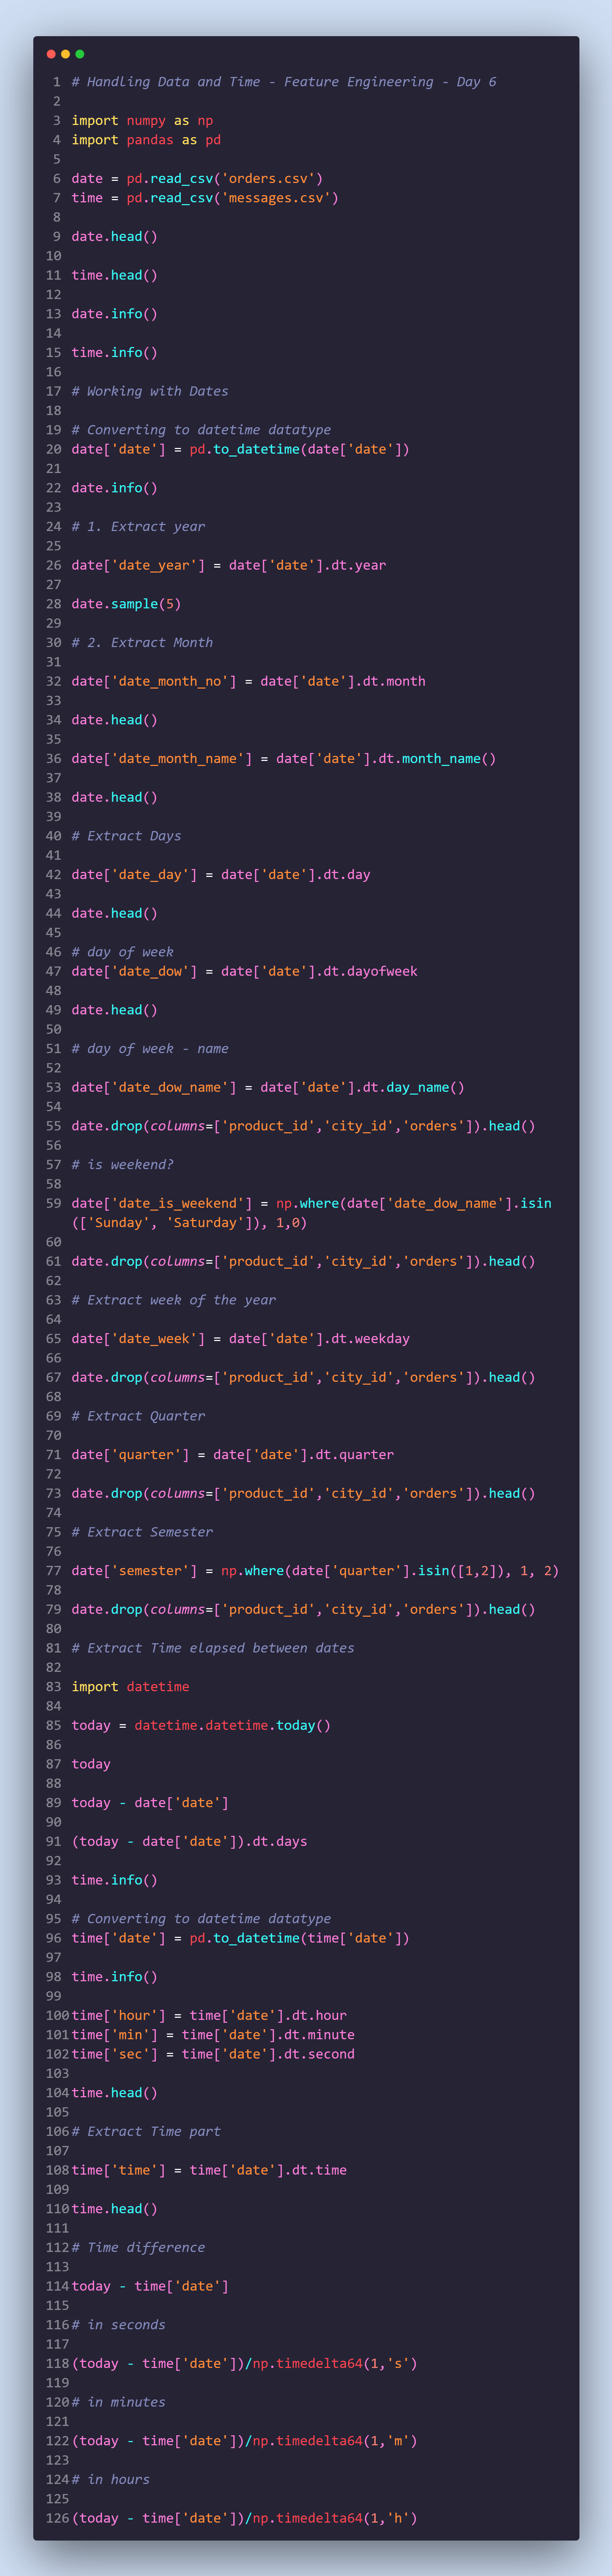 1 # Handling Data and Time - Feature Engineering - Day 6
2
3 import numpy as np
4 import pandas as pd
5
6 date = pd.read_csv('orders.csv')
7 time = pd.read_csv('messages.csv')
8
9 date.head()
10
11 time.head()
12
13 date.info()
14
15 time.info()
16
17 # Working with Dates
18
19 # Converting to datetime datatype
20 date['date'] = pd.to_datetime(date['date'])
21
22 date.info()
23
24 # 1. Extract year
25
26 date['date_year'] = date['date'].dt.year
27
28 date.sample(5)
29
30 # 2. Extract Month
31
32 date['date_month_no'] = date['date'].dt.month
33
34 date.head()
35
36 date['date_month_name'] = date['date'].dt.month_name()
37
38 date.head()
39
40 # Extract Days
41
42 date['date_day'] = date['date'].dt.day
43
44 date.head()
45
46 # day of week
47 date['date_dow'] = date['date'].dt.dayofweek
48
49 date.head()
50
51 # day of week - name
52
53 date['date_dow_name'] = date['date'].dt.day_name()
54
55 date.drop(columns=['product_id','city_id','orders']).head()
56
57 # is weekend?
58
59 date['date_is_weekend'] = np.where(date['date_dow_name'].isin
(['Sunday', 'Saturday']), 1,0)
60
61 date.drop(columns=['product_id','city_id','orders']).head()
62
63 # Extract week of the year
64
65 date['date_week'] = date['date'].dt.weekday
66
67 date.drop(columns=['product_id','city_id','orders']).head()
68
69 # Extract Quarter
70
71 date['quarter'] = date['date'].dt.quarter
72
73 date.drop(columns=['product_id','city_id','orders']).head()
74
75 # Extract Semester
76
77 date['semester'] = np.where(date['quarter'].isin([1,2]), 1, 2)
78
79 date.drop(columns=['product_id','city_id','orders']).head()
80
81 # Extract Time elapsed between dates
82
83 import datetime
84
85 today = datetime.datetime.today()
86
87 today
88
89 today - date['date']
90
91 (today - date['date']).dt.days
92
93 time.info()
94
95 # Converting to datetime datatype
96 time['date'] = pd.to_datetime(time['date'])
97
98 time.info()
99
100 time['hour'] = time['date'].dt.hour
101 time['min'] = time['date'].dt.minute
102 time['sec'] = time['date'].dt.second
103
104 time.head()
105
106 # Extract Time part
107
108 time['time'] = time['date'].dt.time
109
110 time.head()
111
112 # Time difference
113
114 today - time['date']
115
116 # in seconds
117
118 (today - time['date'])/np.timedelta64(1,'s')
119
120 # in minutes
121
122 (today - time['date'])/np.timedelta64(1,'m')
123
124 # in hours
125
126 (today - time['date'])/np.timedelta64(1,'h')